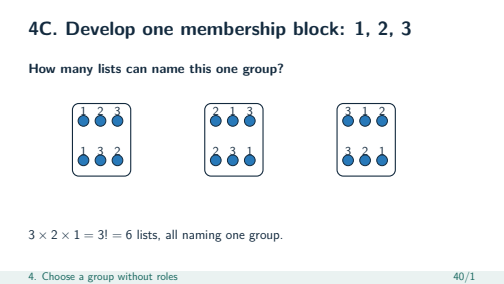 4C. Develop one membership block: 1, 2, 3
How many lists can name this one group?
1 2 3 2 1 3 3 1 2
1 3 2 2 3 1 3 2 1
3 × 2 × 1 = 3! = 6 lists, all naming one group.
4. Choose a group without roles 40/1